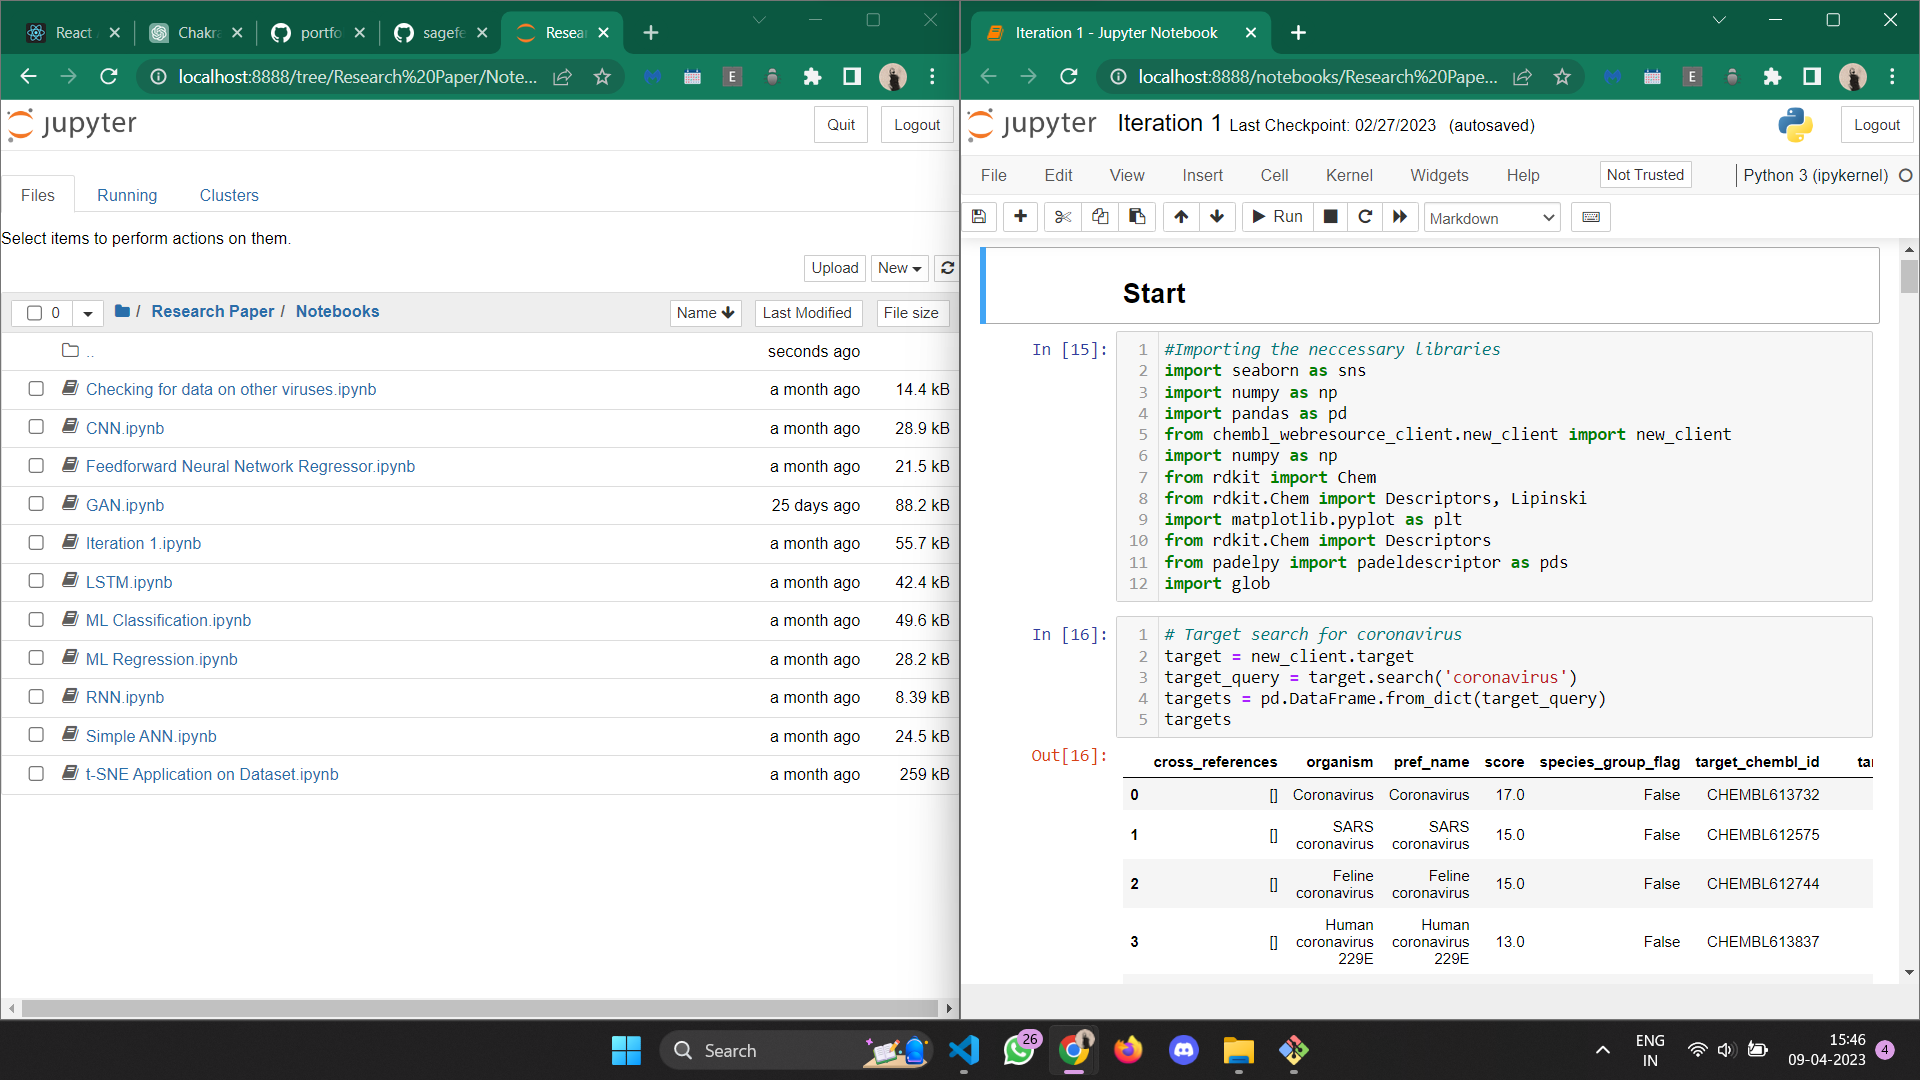 React
Chakra
portfo
sagefe
Resea
localhost:8888/tree/Research%20Paper/Note...
E
jupyter
Quit
Logout
Files
Running
Clusters
Select items to perform actions on them.
Upload
New
0
/ Research Paper / Notebooks
Name
Last Modified
File size
..
seconds ago
Checking for data on other viruses.ipynb
a month ago
14.4 kB
CNN.ipynb
a month ago
28.9 kB
Feedforward Neural Network Regressor.ipynb
a month ago
21.5 kB
GAN.ipynb
25 days ago
88.2 kB
Iteration 1.ipynb
a month ago
55.7 kB
LSTM.ipynb
a month ago
42.4 kB
ML Classification.ipynb
a month ago
49.6 kB
ML Regression.ipynb
a month ago
28.2 kB
RNN.ipynb
a month ago
8.39 kB
Simple ANN.ipynb
a month ago
24.5 kB
t-SNE Application on Dataset.ipynb
a month ago
259 kB
Iteration 1 - Jupyter Notebook
localhost:8888/notebooks/Research%20Pape...
E
jupyter
Iteration 1
Last Checkpoint: 02/27/2023 (autosaved)
Logout
File
Edit
View
Insert
Cell
Kernel
Widgets
Help
Not Trusted
Python 3 (ipykernel)
Run
Markdown
Start
In [15]:
1 #Importing the neccessary libraries
2 import seaborn as sns
3 import numpy as np
4 import pandas as pd
5 from chembl_webresource_client.new_client import new_client
6 import numpy as np
7 from rdkit import Chem
8 from rdkit.Chem import Descriptors, Lipinski
9 import matplotlib.pyplot as plt
10 from rdkit.Chem import Descriptors
11 from padelpy import padeldescriptor as pds
12 import glob
In [16]:
1 # Target search for coronavirus
2 target = new_client.target
3 target_query = target.search('coronavirus')
4 targets = pd.DataFrame.from_dict(target_query)
5 targets
Out[16]:
cross_references organism pref_name score species_group_flag target_chembl_id tar
0 [] Coronavirus Coronavirus 17.0 False CHEMBL613732
1 [] SARS coronavirus SARS coronavirus 15.0 False CHEMBL612575
2 [] Feline coronavirus Feline coronavirus 15.0 False CHEMBL612744
3 [] Human coronavirus 229E Human coronavirus 229E 13.0 False CHEMBL613837
Search
26
ENG
IN
15:46
09-04-2023
4